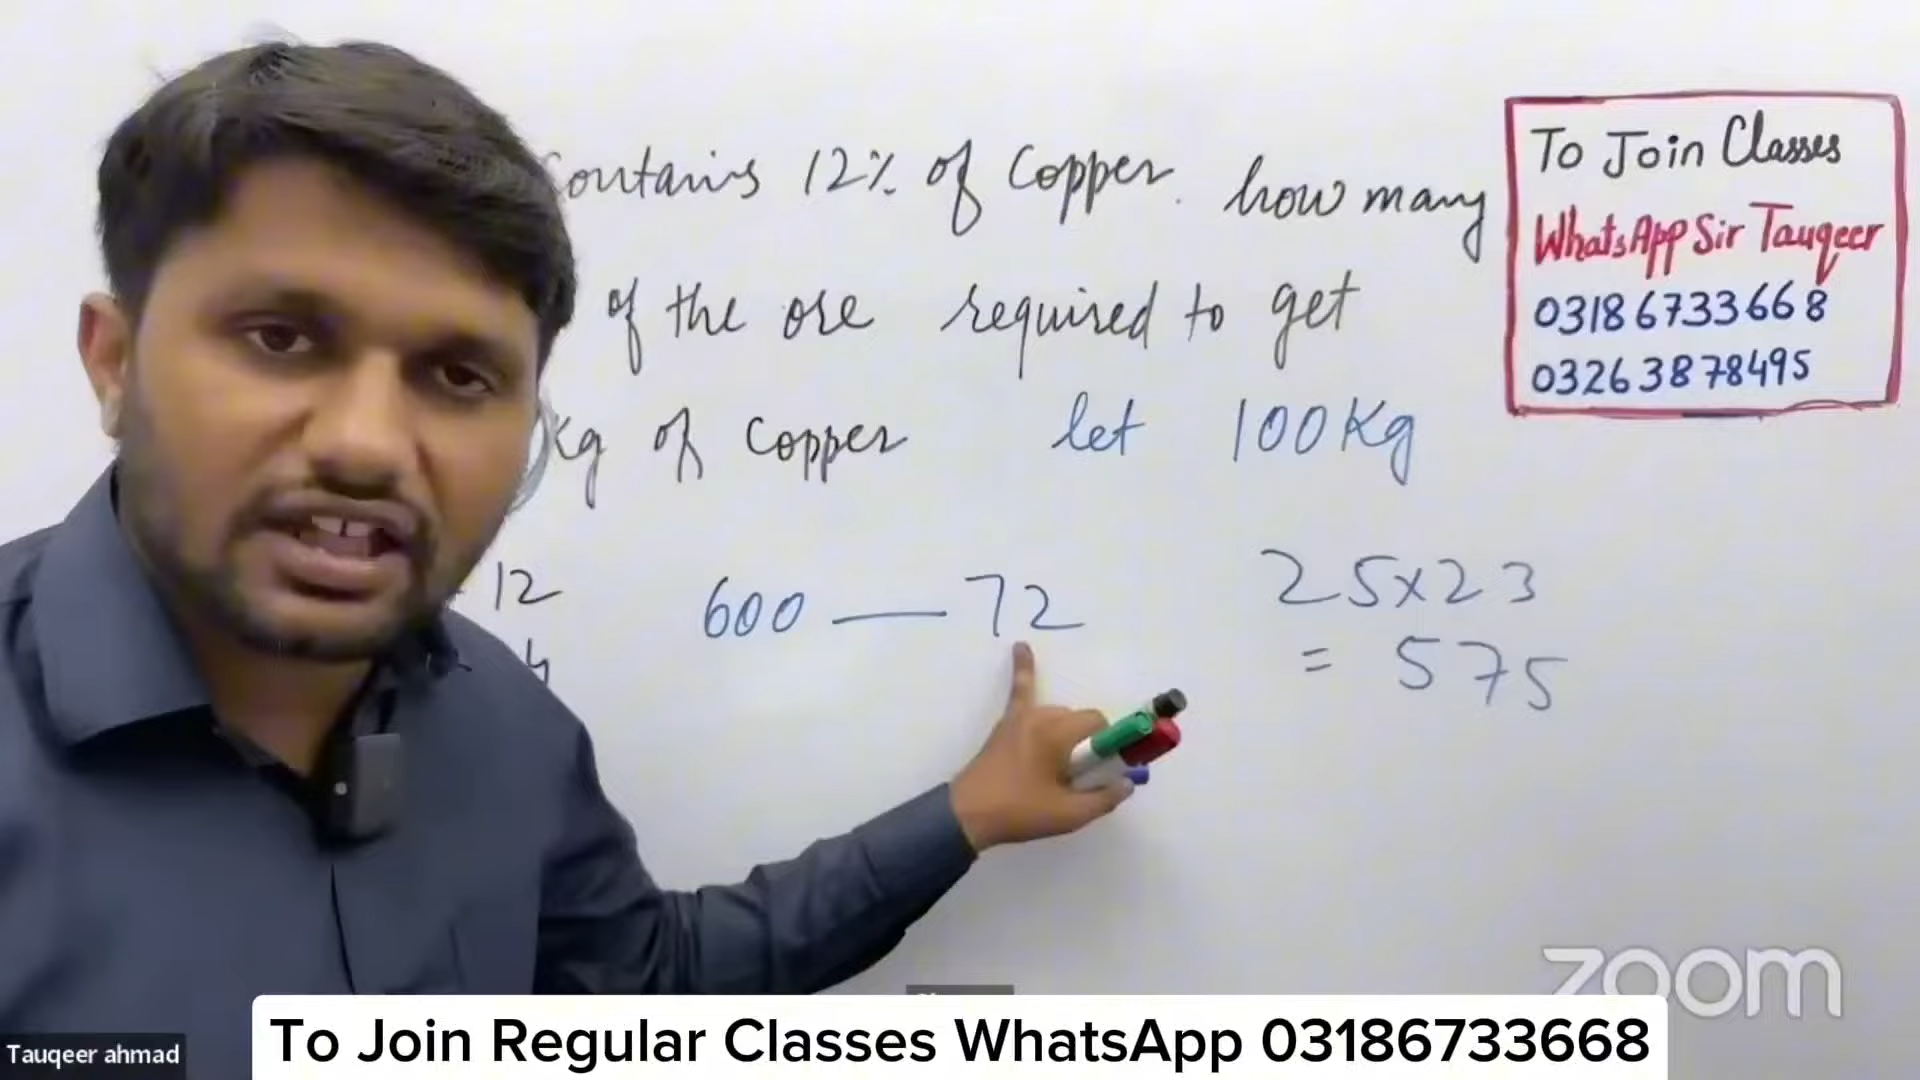 contains 12% of Copper. how many
of the ore required to get
Kg of Copper let 100Kg
12
600 — 72
25x23
= 575
To Join Classes
WhatsApp Sir Tauqeer
03186733668
03263878495
zoom
Tauqeer ahmad
To Join Regular Classes WhatsApp 03186733668